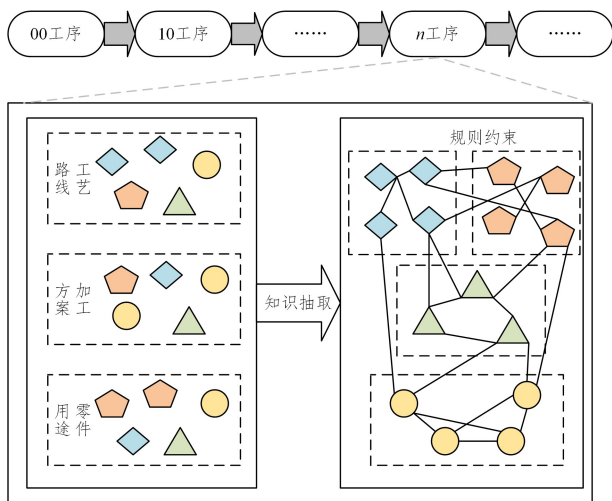 00工序
10工序
……
n工序
……
规则约束
工艺路线
加工方案
零件用途
知识抽取